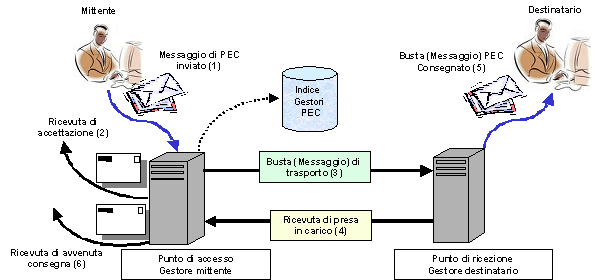 Mittente
Destinatario
Messaggio di PEC
inviato (1)
Busta (Messaggio) PEC
Consegnato (5)
Indice
Gestori
PEC
Ricevuta di
accettazione (2)
Busta (Messaggio) di
trasporto (3)
Ricevuta di presa
in carico (4)
Ricevuta di avvenuta
consegna (6)
Punto di accesso
Gestore mittente
Punto di ricezione
Gestore destinatario